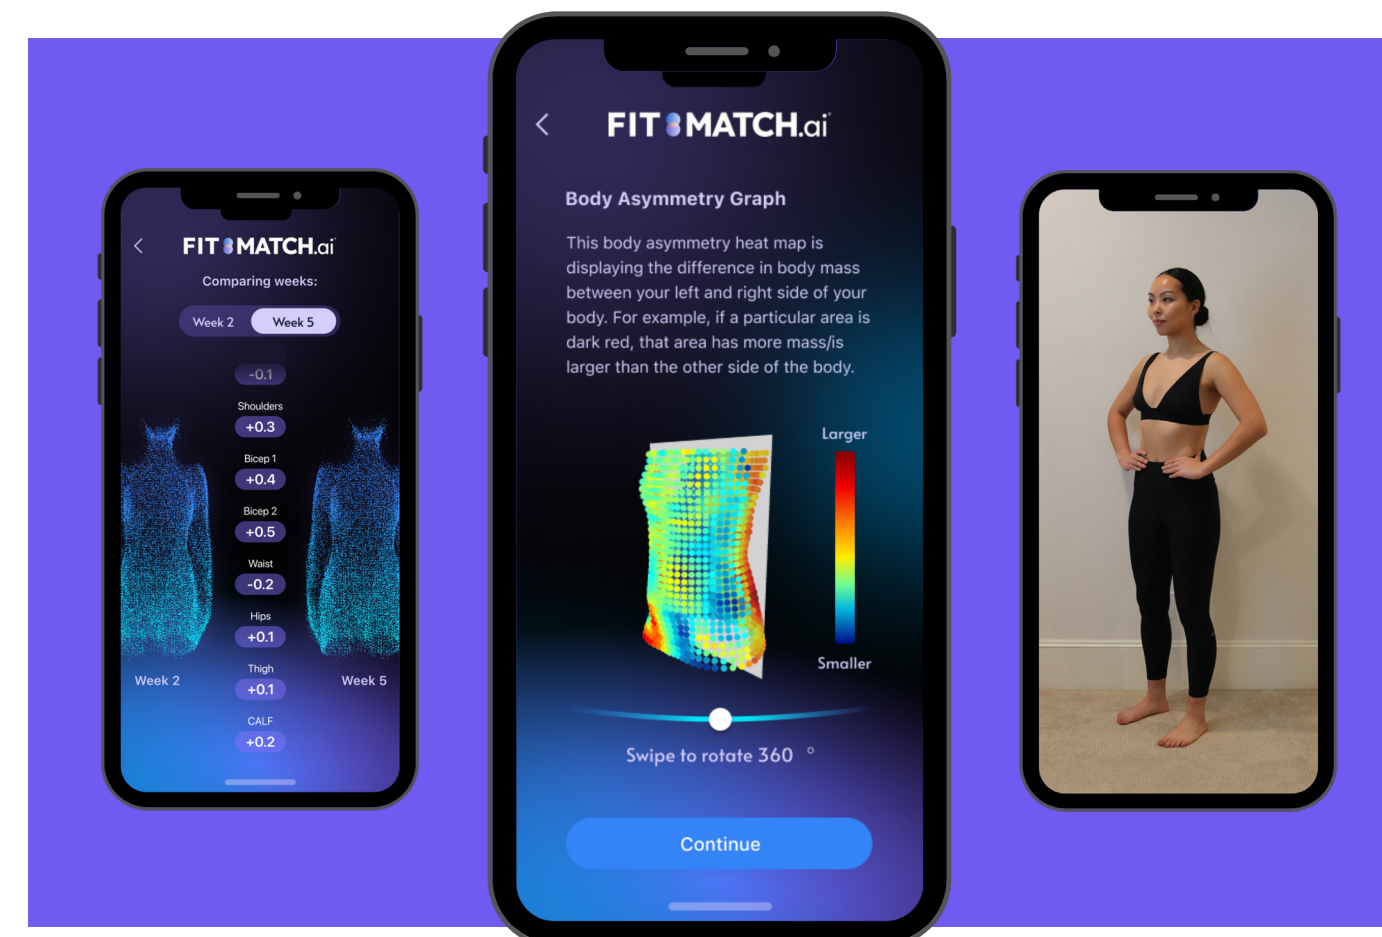 FIT MATCH.ai
Comparing weeks:
Week 2 Week 5
-0.1
Shoulders
+0.3
Bicep 1
+0.4
Bicep 2
+0.5
Waist
-0.2
Hips
+0.1
Thigh
+0.1
CALF
+0.2
Week 2
Week 5
FIT MATCH.ai
Body Asymmetry Graph
This body asymmetry heat map is
displaying the difference in body mass
between your left and right side of your
body. For example, if a particular area is
dark red, that area has more mass/is
larger than the other side of the body.
Larger
Smaller
Swipe to rotate 360 °
Continue